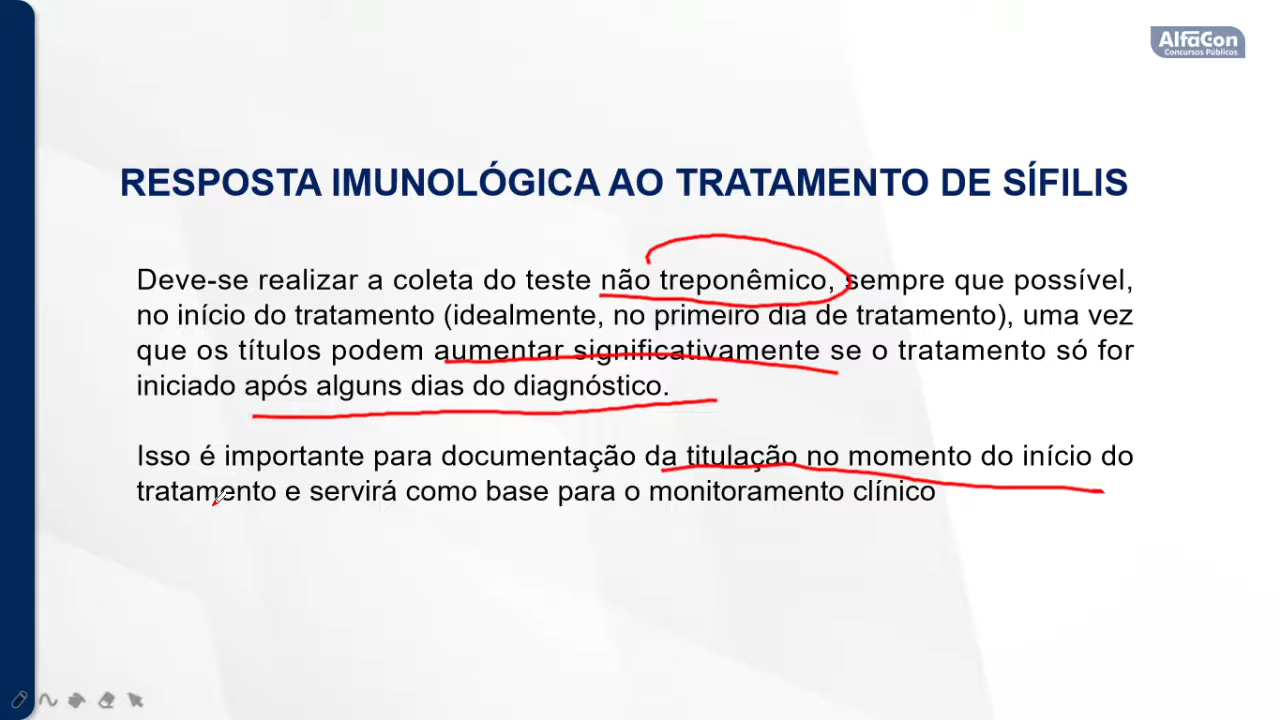 AlfaCon
Concursos Públicos
RESPOSTA IMUNOLÓGICA AO TRATAMENTO DE SÍFILIS
Deve-se realizar a coleta do teste não treponêmico, sempre que possível,
no início do tratamento (idealmente, no primeiro dia de tratamento), uma vez
que os títulos podem aumentar significativamente se o tratamento só for
iniciado após alguns dias do diagnóstico.
Isso é importante para documentação da titulação no momento do início do
tratamento e servirá como base para o monitoramento clínico